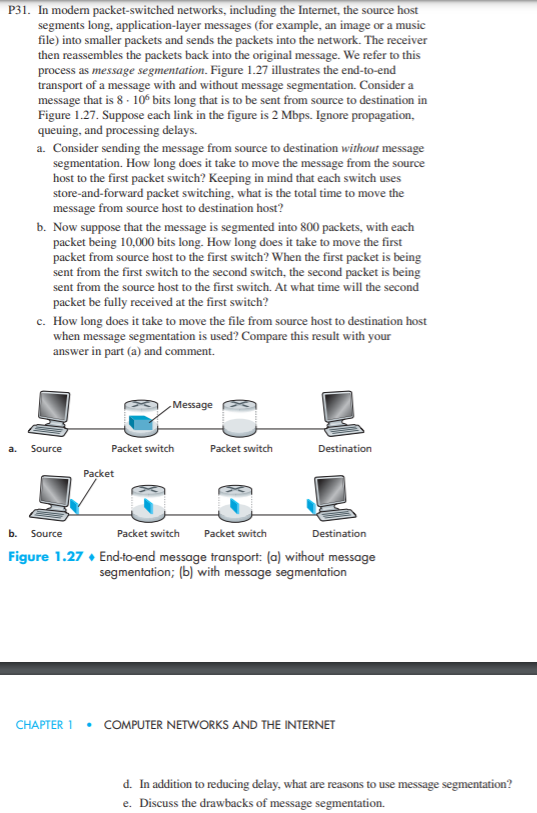 P31. In modern packet-switched networks, including the Internet, the source host
segments long, application-layer messages (for example, an image or a music
file) into smaller packets and sends the packets into the network. The receiver
then reassembles the packets back into the original message. We refer to this
process as message segmentation. Figure 1.27 illustrates the end-to-end
transport of a message with and without message segmentation. Consider a
message that is 8 · 10⁶ bits long that is to be sent from source to destination in
Figure 1.27. Suppose each link in the figure is 2 Mbps. Ignore propagation,
queuing, and processing delays.
a. Consider sending the message from source to destination without message
segmentation. How long does it take to move the message from the source
host to the first packet switch? Keeping in mind that each switch uses
store-and-forward packet switching, what is the total time to move the
message from source host to destination host?
b. Now suppose that the message is segmented into 800 packets, with each
packet being 10,000 bits long. How long does it take to move the first
packet from source host to the first switch? When the first packet is being
sent from the first switch to the second switch, the second packet is being
sent from the source host to the first switch. At what time will the second
packet be fully received at the first switch?
c. How long does it take to move the file from source host to destination host
when message segmentation is used? Compare this result with your
answer in part (a) and comment.
Message
a. Source Packet switch Packet switch Destination
Packet
b. Source Packet switch Packet switch Destination
Figure 1.27 ♦ End-to-end message transport: (a) without message
segmentation; (b) with message segmentation
CHAPTER 1 • COMPUTER NETWORKS AND THE INTERNET
d. In addition to reducing delay, what are reasons to use message segmentation?
e. Discuss the drawbacks of message segmentation.